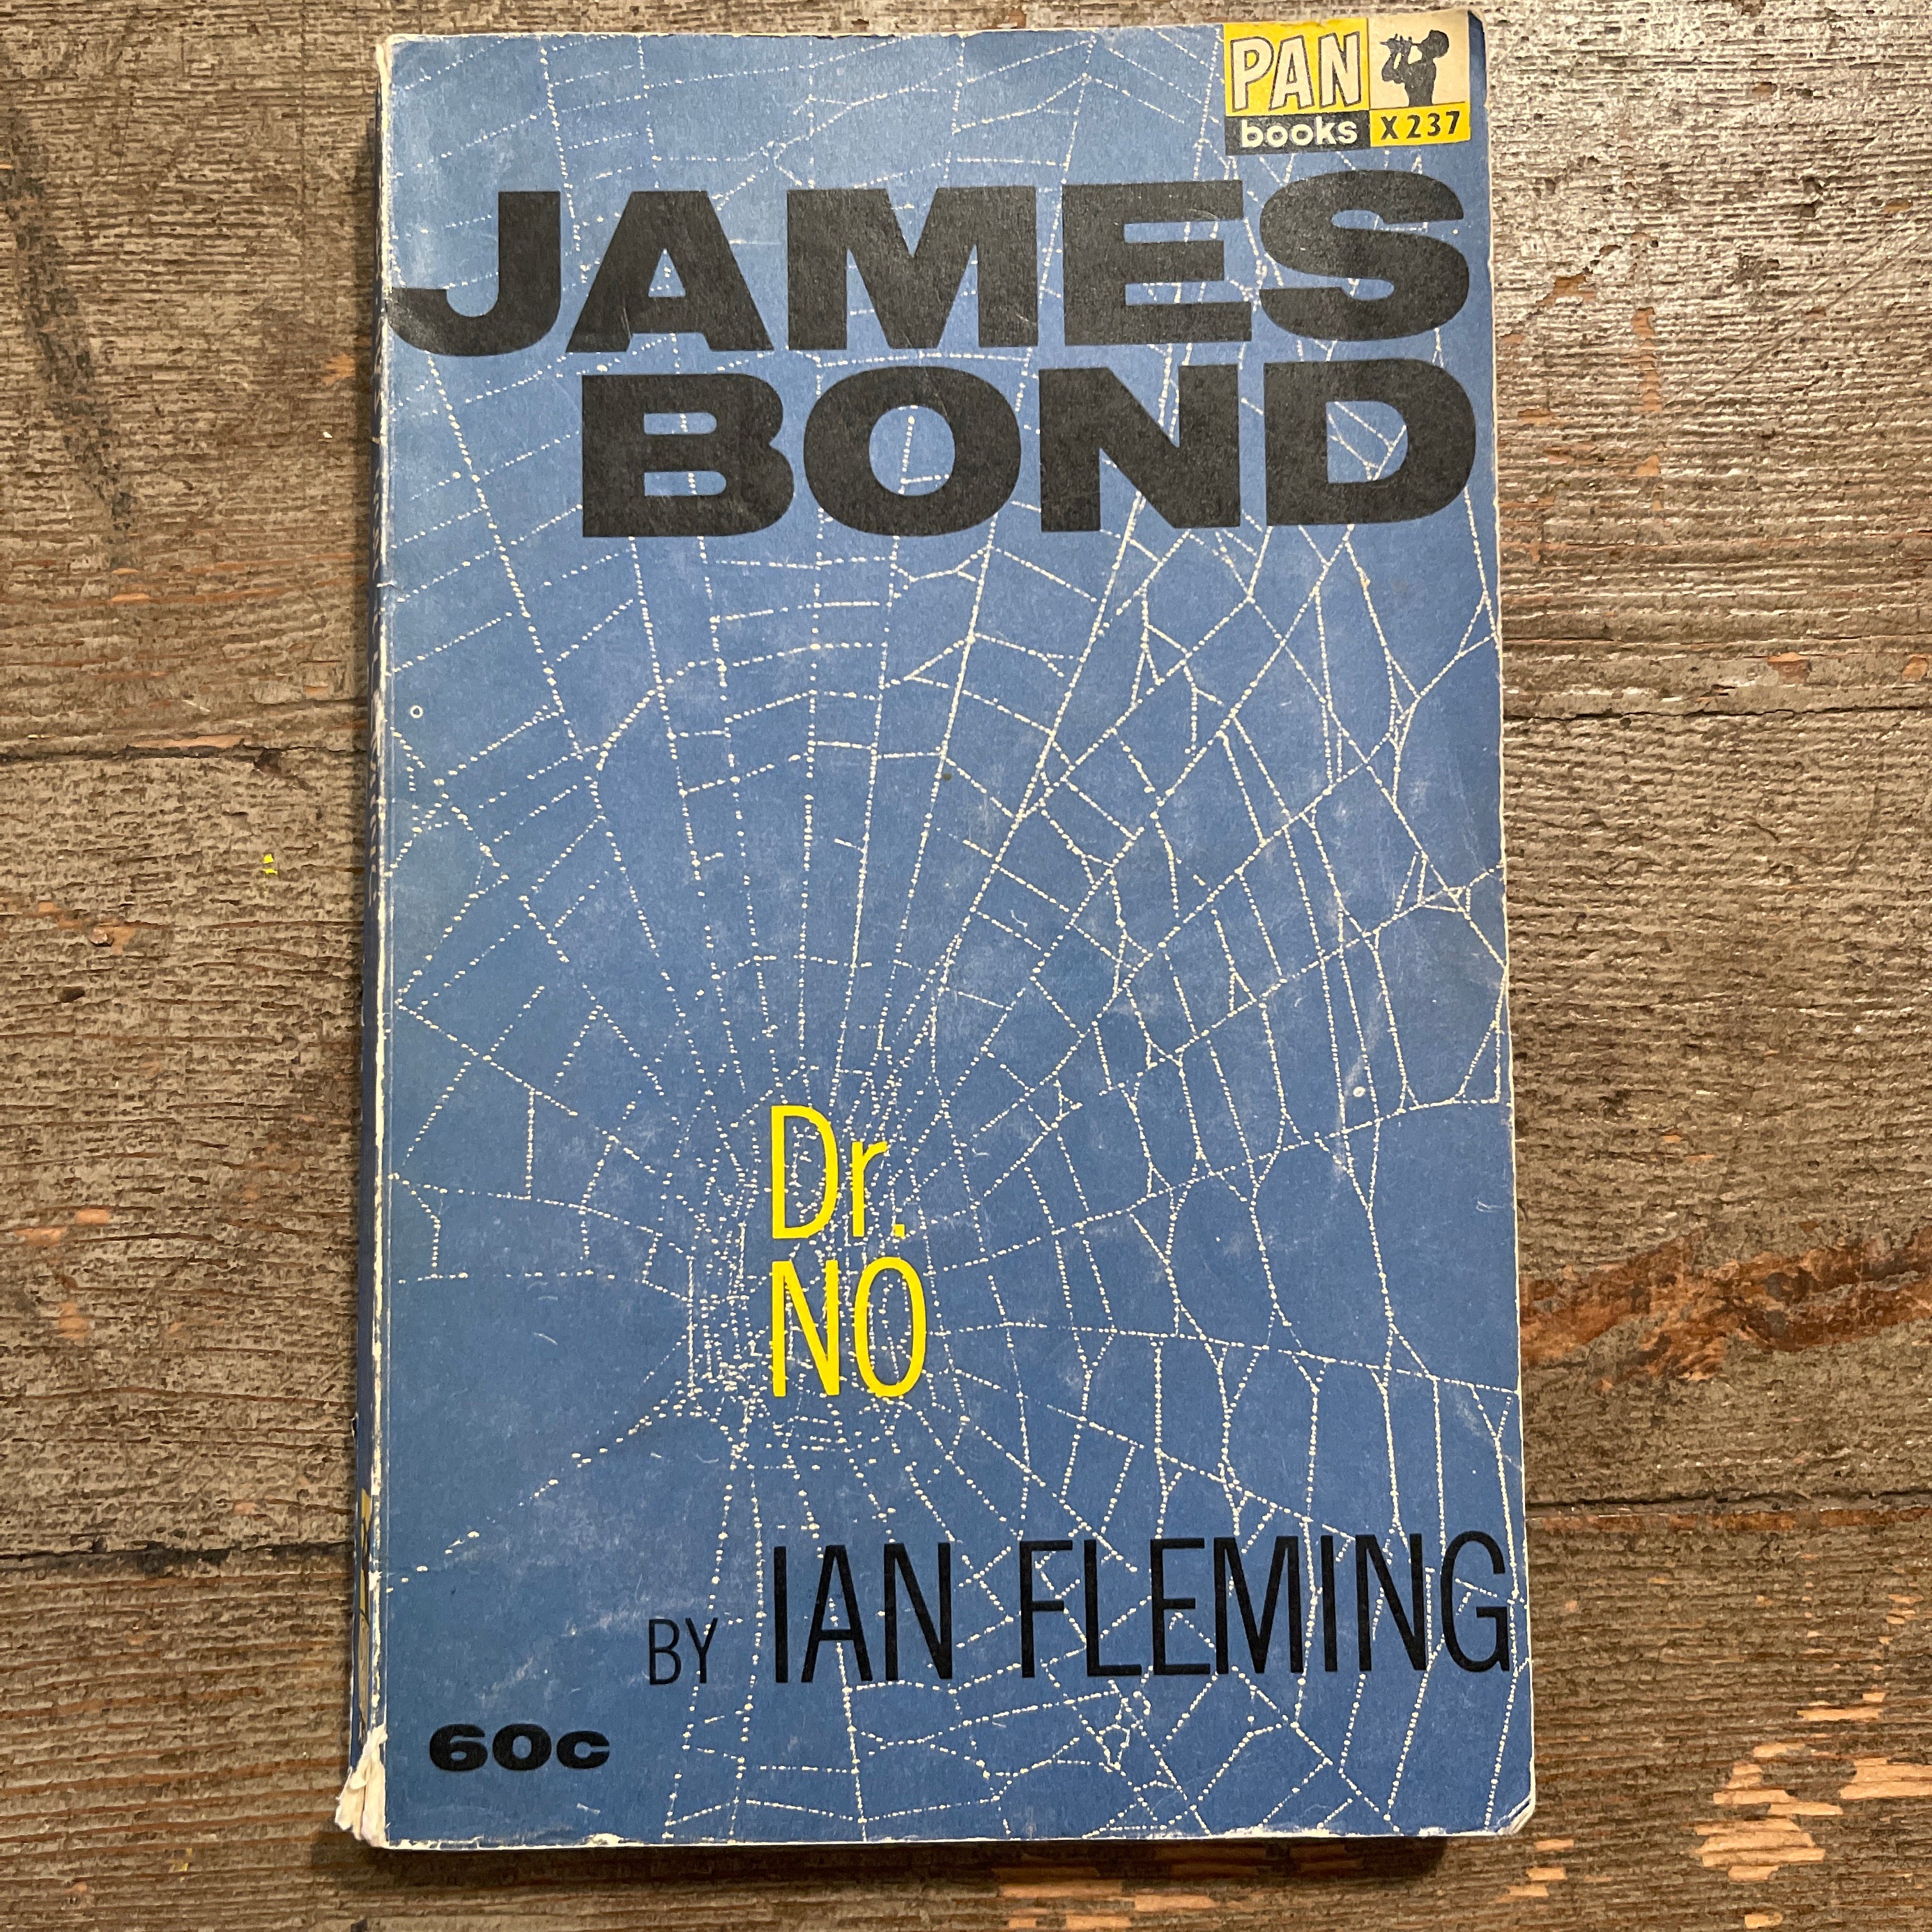 PAN
books X237
JAMES
BOND
Dr.
NO
BY IAN FLEMING
60c